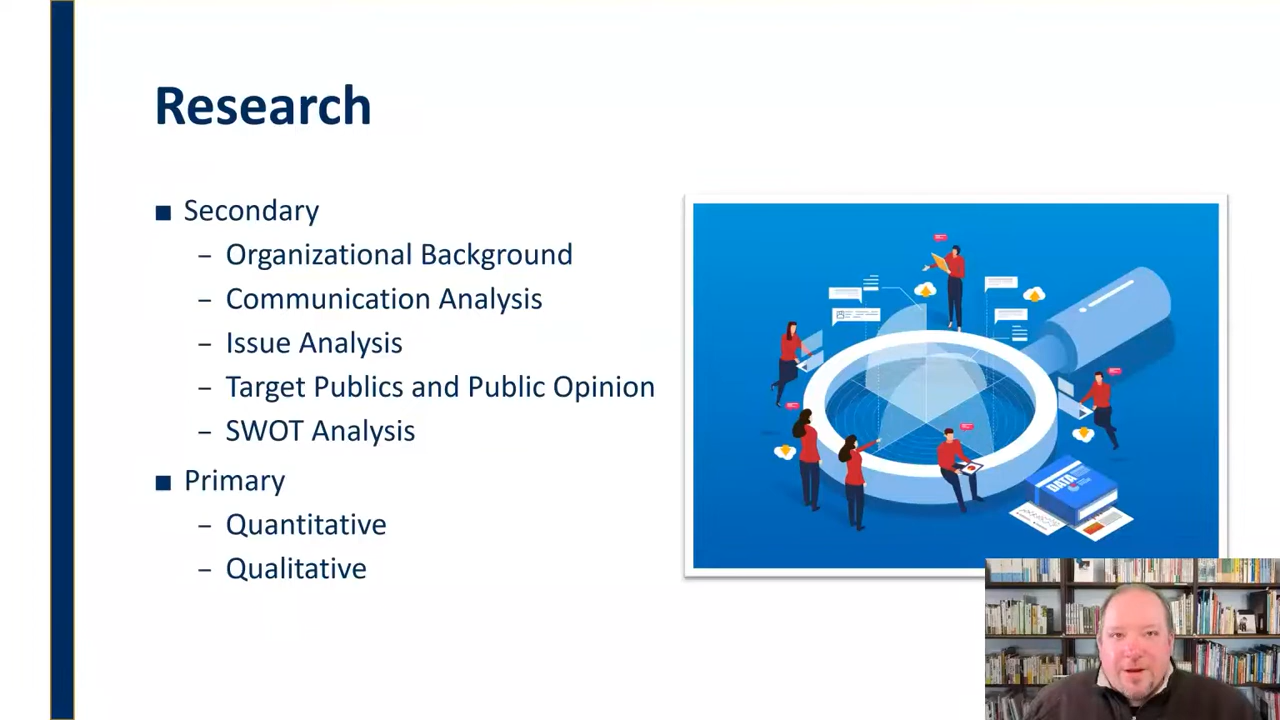 Research
■ Secondary
– Organizational Background
– Communication Analysis
– Issue Analysis
– Target Publics and Public Opinion
– SWOT Analysis
■ Primary
– Quantitative
– Qualitative
DATA